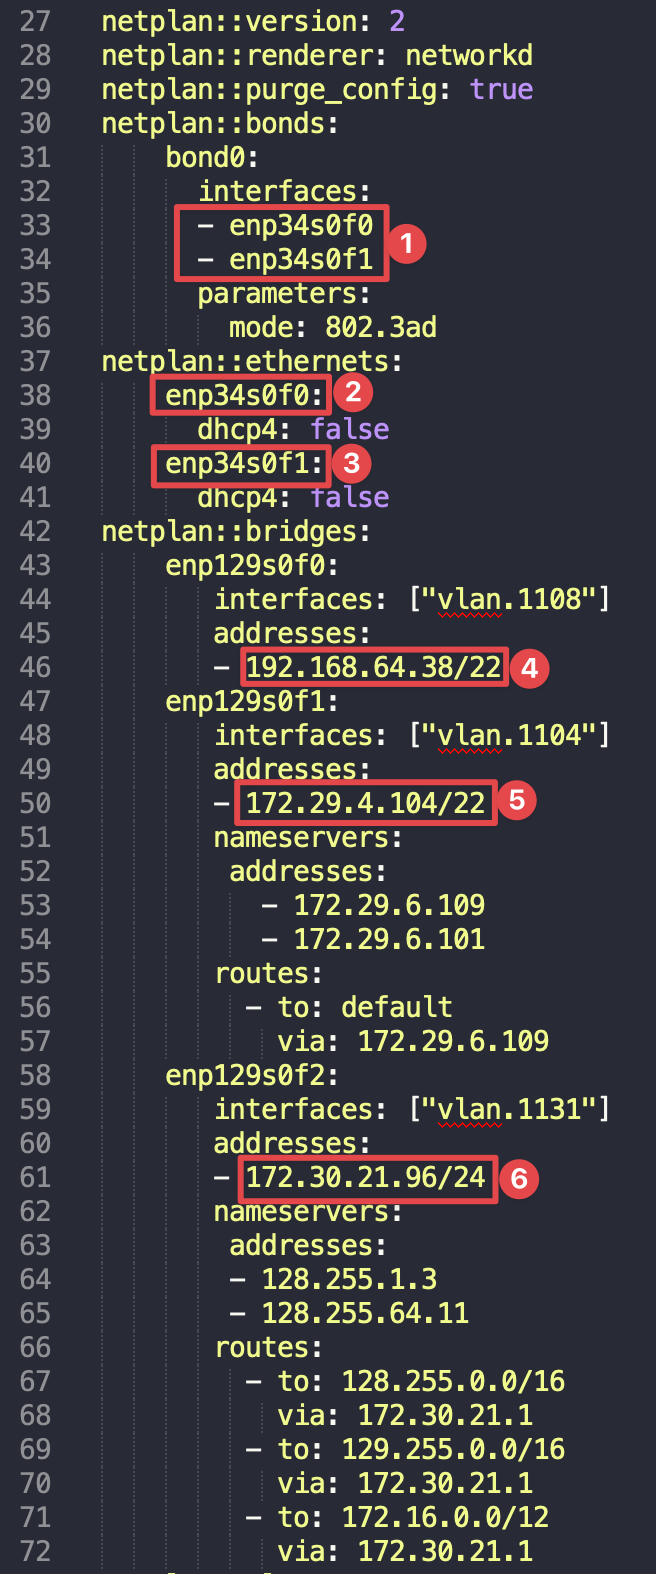 27 netplan::version: 2
28 netplan::renderer: networkd
29 netplan::purge_config: true
30 netplan::bonds:
31 bond0:
32 interfaces:
33 - enp34s0f0
1
34 - enp34s0f1
35 parameters:
36 mode: 802.3ad
37 netplan::ethernets:
38 enp34s0f0: 2
39 dhcp4: false
40 enp34s0f1: 3
41 dhcp4: false
42 netplan::bridges:
43 enp129s0f0:
44 interfaces: ["vlan.1108"]
45 addresses:
46 - 192.168.64.38/22 4
47 enp129s0f1:
48 interfaces: ["vlan.1104"]
49 addresses:
50 - 172.29.4.104/22 5
51 nameservers:
52 addresses:
53 - 172.29.6.109
54 - 172.29.6.101
55 routes:
56 - to: default
57 via: 172.29.6.109
58 enp129s0f2:
59 interfaces: ["vlan.1131"]
60 addresses:
61 - 172.30.21.96/24 6
62 nameservers:
63 addresses:
64 - 128.255.1.3
65 - 128.255.64.11
66 routes:
67 - to: 128.255.0.0/16
68 via: 172.30.21.1
69 - to: 129.255.0.0/16
70 via: 172.30.21.1
71 - to: 172.16.0.0/12
72 via: 172.30.21.1